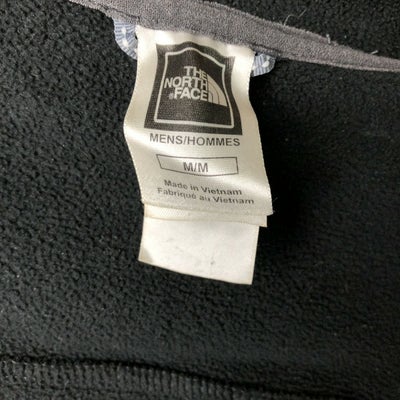 THE
NORTH
FACE
MENS/HOMMES
M/M
Made in Vietnam
Fabriqué au Vietnam